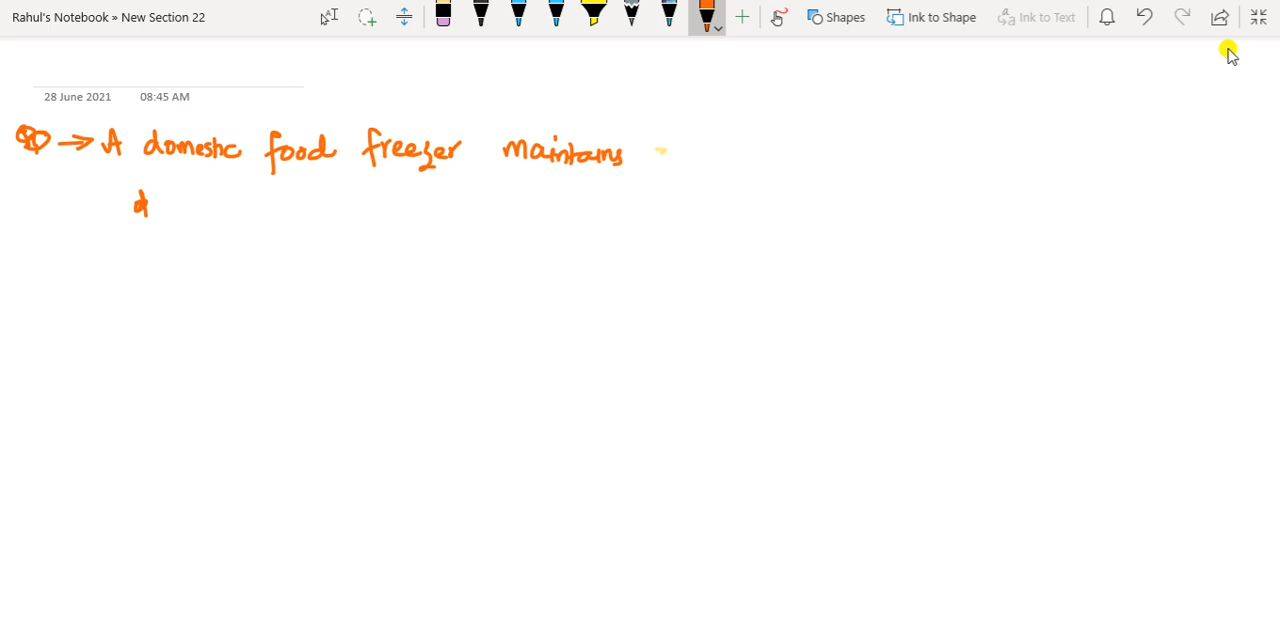 Rahul's Notebook » New Section 22
Shapes
Ink to Shape
Ink to Text
28 June 2021 08:45 AM
→ A domestic food freezer maintains